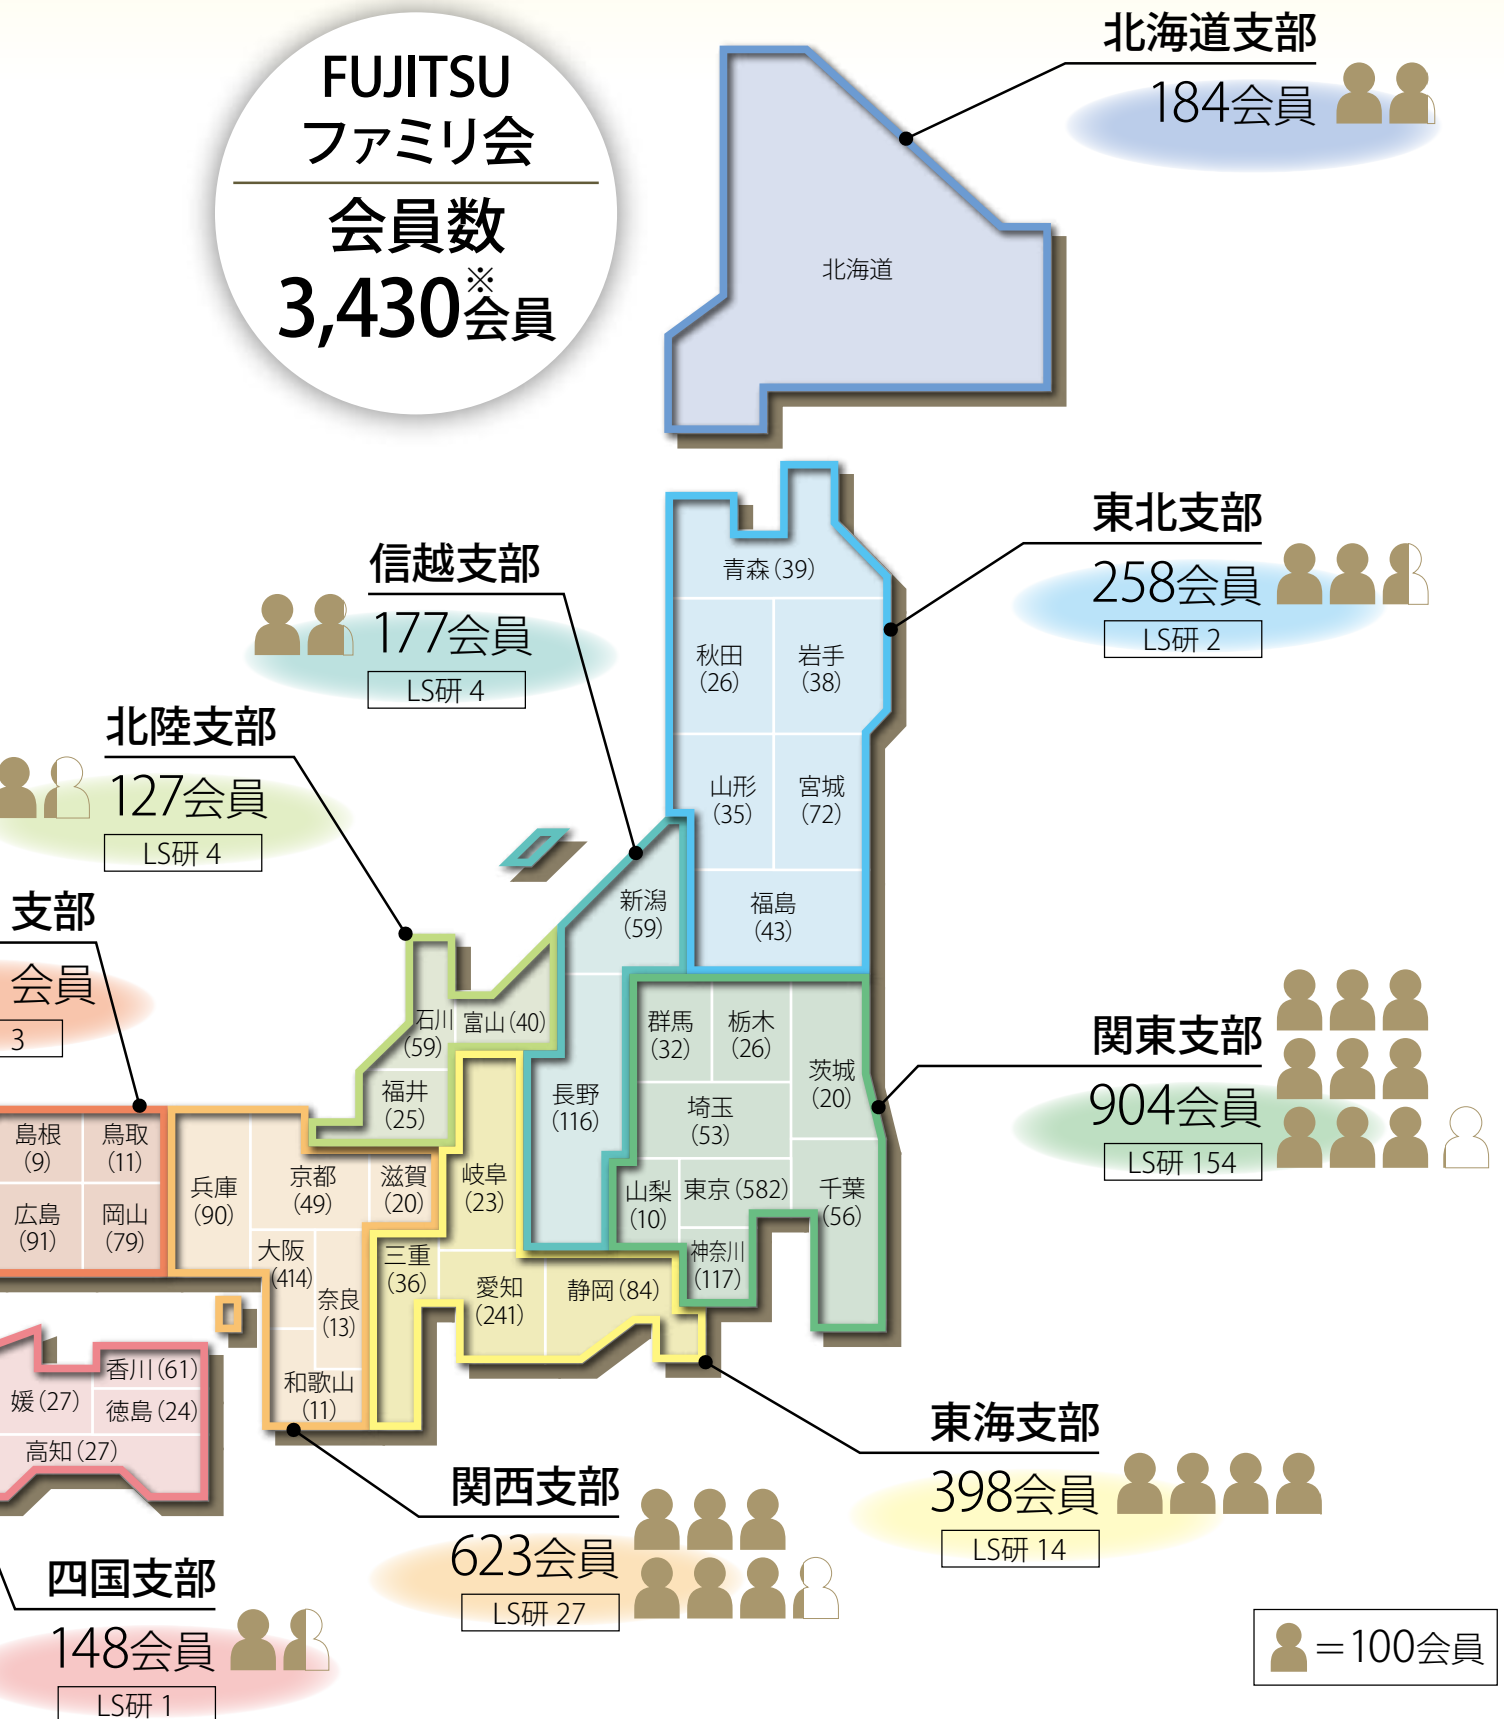 FUJITSU
ファミリ会
会員数
3,430※会員
北海道支部
184会員
北海道
東北支部
258会員
LS研 2
青森(39)
秋田
(26)
岩手
(38)
山形
(35)
宮城
(72)
福島
(43)
信越支部
177会員
LS研 4
新潟
(59)
長野
(116)
北陸支部
127会員
LS研 4
石川
(59)
富山(40)
福井
(25)
関東支部
904会員
LS研 154
群馬
(32)
栃木
(26)
茨城
(20)
埼玉
(53)
山梨
(10)
東京(582)
千葉
(56)
神奈川
(117)
東海支部
398会員
LS研 14
岐阜
(23)
三重
(36)
愛知
(241)
静岡(84)
関西支部
623会員
LS研 27
兵庫
(90)
京都
(49)
滋賀
(20)
大阪
(414)
奈良
(13)
和歌山
(11)
支部
会員
3
島根
(9)
鳥取
(11)
広島
(91)
岡山
(79)
四国支部
148会員
LS研 1
香川(61)
媛(27)
徳島(24)
高知(27)
=100会員